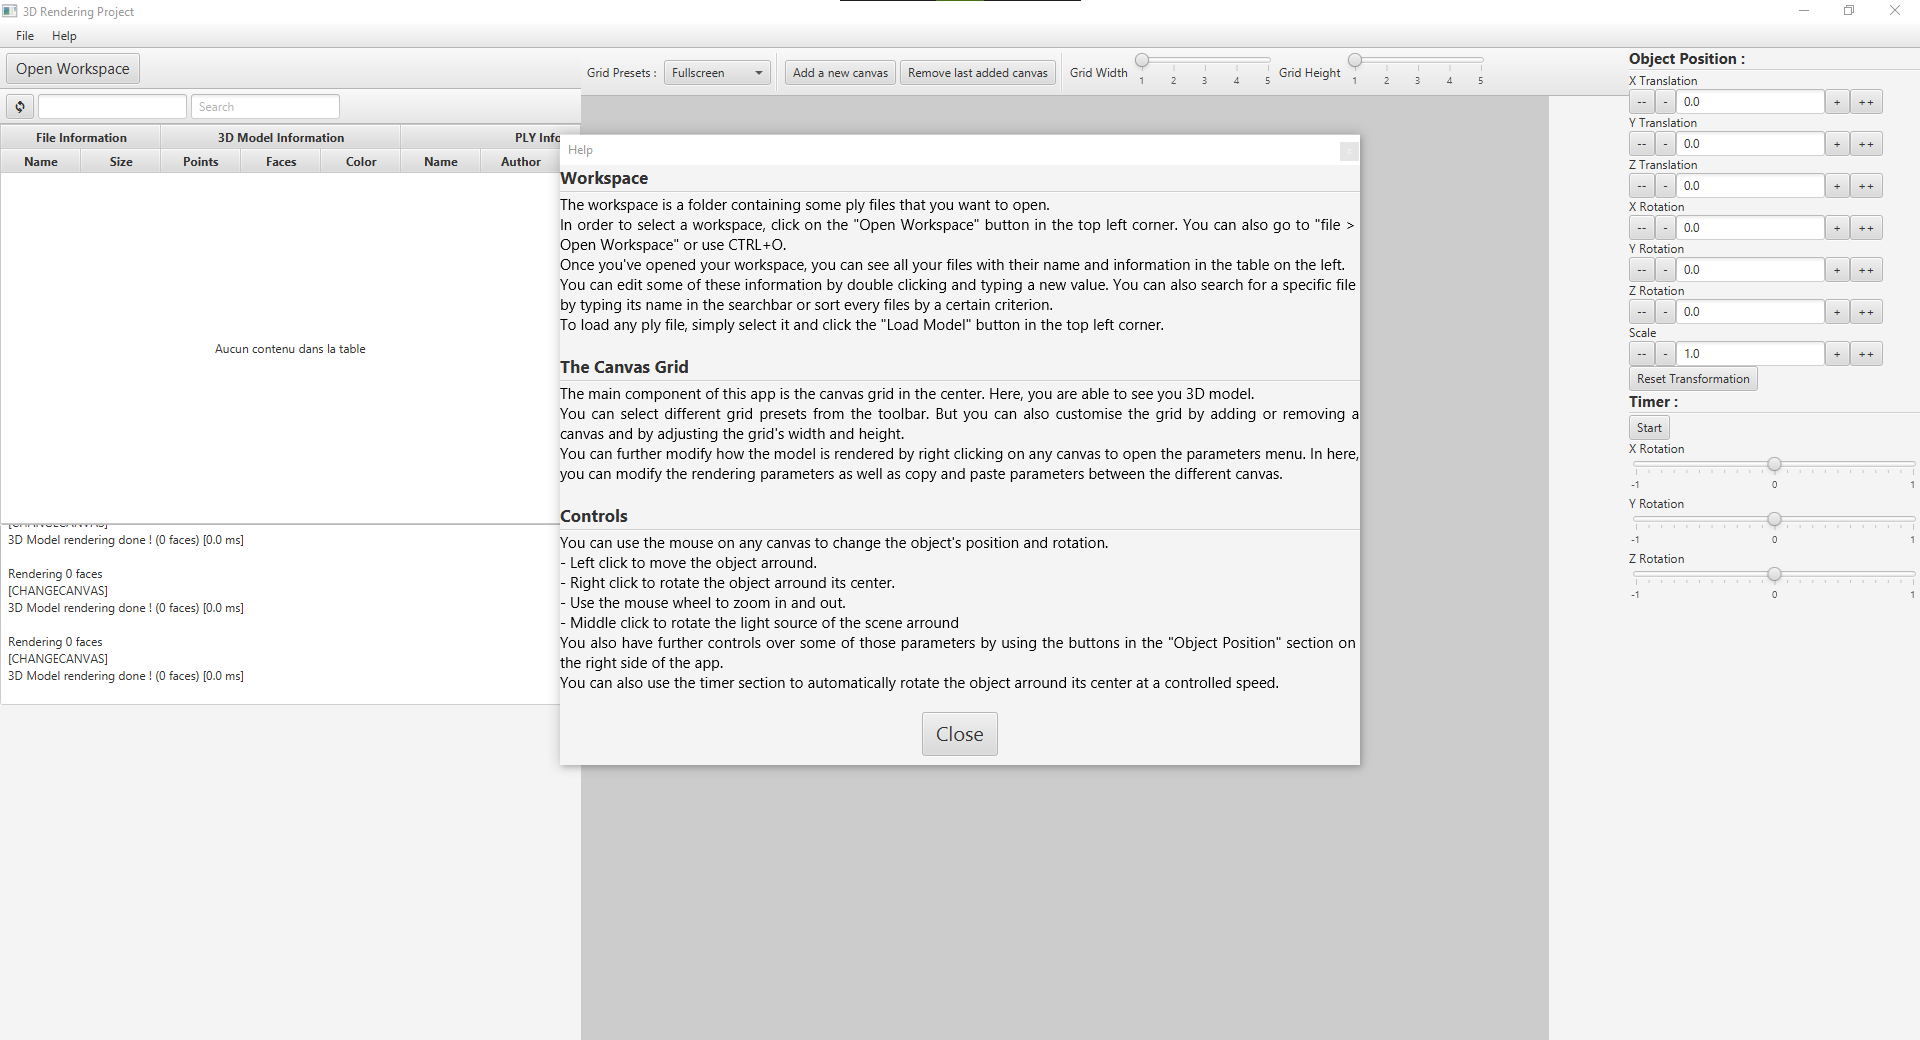 3D Rendering Project
File Help
Open Workspace
Grid Presets : Fullscreen Add a new canvas Remove last added canvas Grid Width 1 2 3 4 5 Grid Height 1 2 3 4 5
Search
File Information 3D Model Information PLY Info
Name Size Points Faces Color Name Author
Aucun contenu dans la table
[CHANGECANVAS]
3D Model rendering done ! (0 faces) [0.0 ms]
Rendering 0 faces
[CHANGECANVAS]
3D Model rendering done ! (0 faces) [0.0 ms]
Rendering 0 faces
[CHANGECANVAS]
3D Model rendering done ! (0 faces) [0.0 ms]
Help
Workspace
The workspace is a folder containing some ply files that you want to open.
In order to select a workspace, click on the "Open Workspace" button in the top left corner. You can also go to "file >
Open Workspace" or use CTRL+O.
Once you've opened your workspace, you can see all your files with their name and information in the table on the left.
You can edit some of these information by double clicking and typing a new value. You can also search for a specific file
by typing its name in the searchbar or sort every files by a certain criterion.
To load any ply file, simply select it and click the "Load Model" button in the top left corner.
The Canvas Grid
The main component of this app is the canvas grid in the center. Here, you are able to see you 3D model.
You can select different grid presets from the toolbar. But you can also customise the grid by adding or removing a
canvas and by adjusting the grid's width and height.
You can further modify how the model is rendered by right clicking on any canvas to open the parameters menu. In here,
you can modify the rendering parameters as well as copy and paste parameters between the different canvas.
Controls
You can use the mouse on any canvas to change the object's position and rotation.
- Left click to move the object arround.
- Right click to rotate the object arround its center.
- Use the mouse wheel to zoom in and out.
- Middle click to rotate the light source of the scene arround
You also have further controls over some of those parameters by using the buttons in the "Object Position" section on
the right side of the app.
You can also use the timer section to automatically rotate the object arround its center at a controlled speed.
Close
Object Position :
X Translation
-- - 0.0 + ++
Y Translation
-- - 0.0 + ++
Z Translation
-- - 0.0 + ++
X Rotation
-- - 0.0 + ++
Y Rotation
-- - 0.0 + ++
Z Rotation
-- - 0.0 + ++
Scale
-- - 1.0 + ++
Reset Transformation
Timer :
Start
X Rotation
-1 0 1
Y Rotation
-1 0 1
Z Rotation
-1 0 1